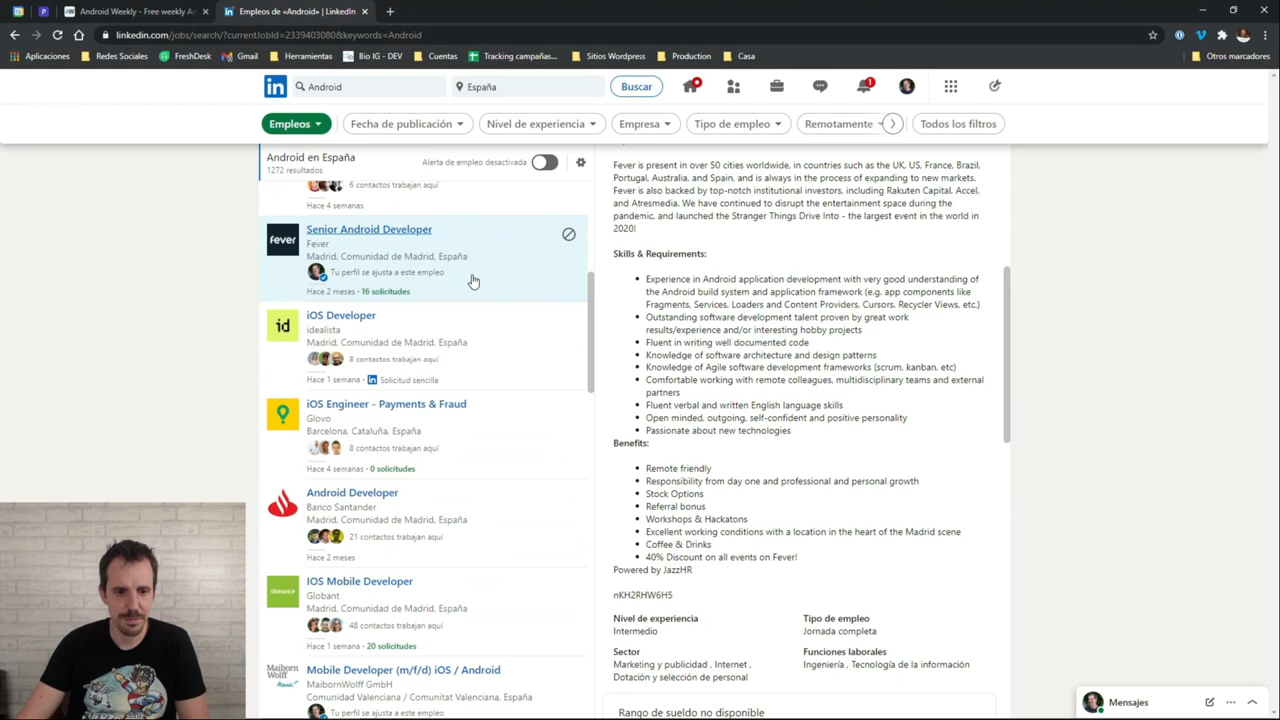 Android Weekly - Free weekly A
Empleos de «Android» | LinkedIn
linkedin.com/jobs/search/?currentJobId=2339403080&keywords=Android
Aplicaciones
Redes Sociales
FreshDesk
Gmail
Herramientas
Bio IG - DEV
Cuentas
Tracking campañas...
Sitios Wordpress
Production
Casa
Otros marcadores
in
Android
España
Buscar
1
Empleos
Fecha de publicación
Nivel de experiencia
Empresa
Tipo de empleo
Remotamente
Todos los filtros
Android en España
1272 resultados
Alerta de empleo desactivada
6 contactos trabajan aquí
Hace 4 semanas
fever
Senior Android Developer
Fever
Madrid, Comunidad de Madrid, España
Tu perfil se ajusta a este empleo
Hace 2 meses · 16 solicitudes
id
iOS Developer
idealista
Madrid, Comunidad de Madrid, España
8 contactos trabajan aquí
Hace 1 semana · in Solicitud sencilla
iOS Engineer - Payments & Fraud
Glovo
Barcelona, Cataluña, España
8 contactos trabajan aquí
Hace 4 semanas · 0 solicitudes
Android Developer
Banco Santander
Madrid, Comunidad de Madrid, España
21 contactos trabajan aquí
Hace 2 meses
Globant
IOS Mobile Developer
Globant
Madrid, Comunidad de Madrid, España
48 contactos trabajan aquí
Hace 1 semana · 20 solicitudes
Maiborn
Wolff
Mobile Developer (m/f/d) iOS / Android
MaibornWolff GmbH
Comunidad Valenciana / Comunitat Valenciana, España
Tu perfil se ajusta a este empleo
Fever is present in over 50 cities worldwide, in countries such as the UK, US, France, Brazil,
Portugal, Australia, and Spain, and is always in the process of expanding to new markets.
Fever is also backed by top-notch institutional investors, including Rakuten Capital, Accel,
and Atresmedia. We have continued to disrupt the entertainment space during the
pandemic, and launched the Stranger Things Drive Into - the largest event in the world in
2020!
Skills & Requirements:
• Experience in Android application development with very good understanding of
the Android build system and application framework (e.g. app components like
Fragments, Services, Loaders and Content Providers, Cursors, Recycler Views, etc.)
• Outstanding software development talent proven by great work
results/experience and/or interesting hobby projects
• Fluent in writing well documented code
• Knowledge of software architecture and design patterns
• Knowledge of Agile software development frameworks (scrum, kanban, etc)
• Comfortable working with remote colleagues, multidisciplinary teams and external
partners
• Fluent verbal and written English language skills
• Open minded, outgoing, self-confident and positive personality
• Passionate about new technologies
Benefits:
• Remote friendly
• Responsibility from day one and professional and personal growth
• Stock Options
• Referral bonus
• Workshops & Hackatons
• Excellent working conditions with a location in the heart of the Madrid scene
• Coffee & Drinks
• 40% Discount on all events on Fever!
Powered by JazzHR
nKH2RHW6H5
Nivel de experiencia
Intermedio
Tipo de empleo
Jornada completa
Sector
Marketing y publicidad , Internet ,
Dotación y selección de personal
Funciones laborales
Ingeniería , Tecnología de la información
Rango de sueldo no disponible
Mensajes